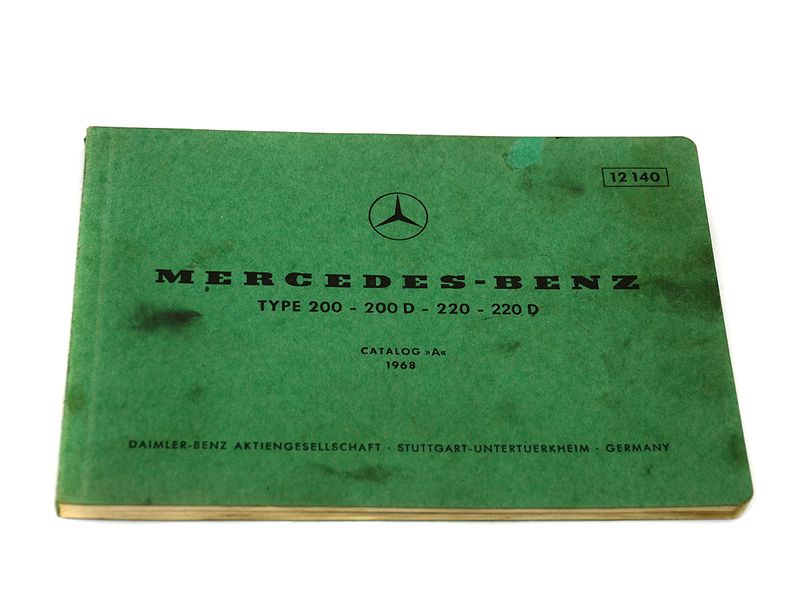 12 140
MERCEDES-BENZ
TYPE 200 - 200 D - 220 - 220 D
CATALOG »A«
1968
DAIMLER-BENZ AKTIENGESELLSCHAFT · STUTTGART-UNTERTUERKHEIM · GERMANY